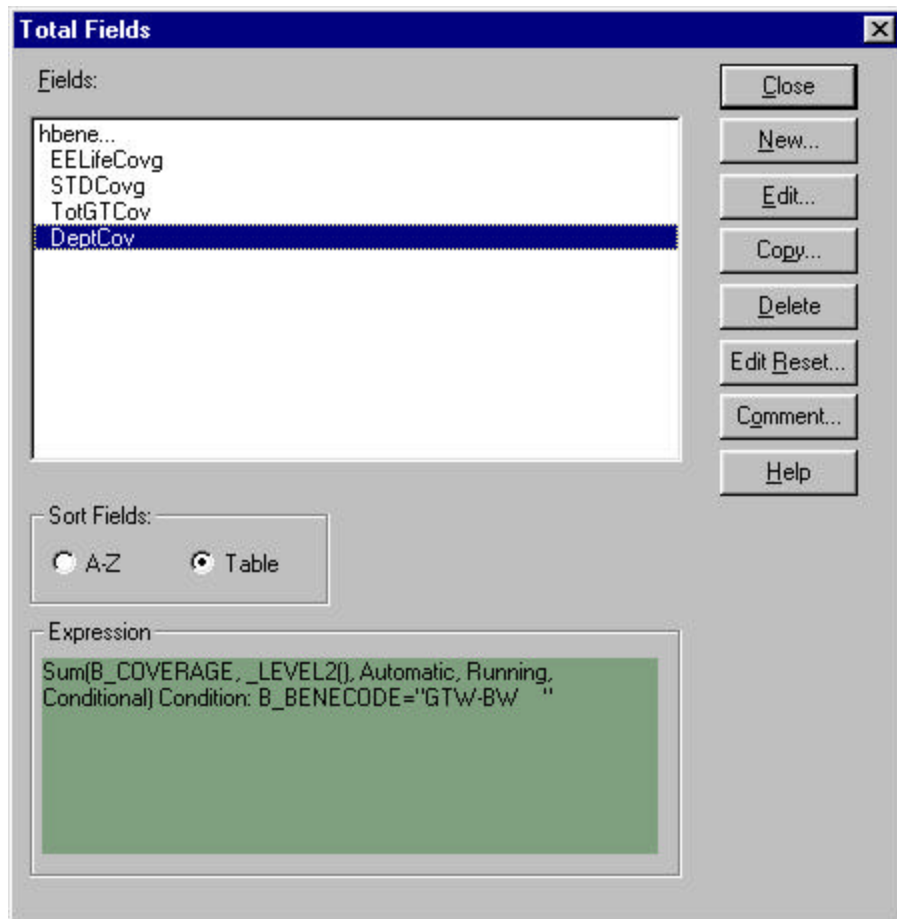 Total Fields
Fields:
Close
hbene...
New...
EELifeCovg
STDCovg
Edit...
TotGTCov
DeptCov
Copy...
Delete
Edit Reset...
Comment...
Help
Sort Fields:
A-Z
Table
Expression
Sum(B_COVERAGE, _LEVEL2(), Automatic, Running,
Conditional) Condition: B_BENECODE="GTW-BW    "